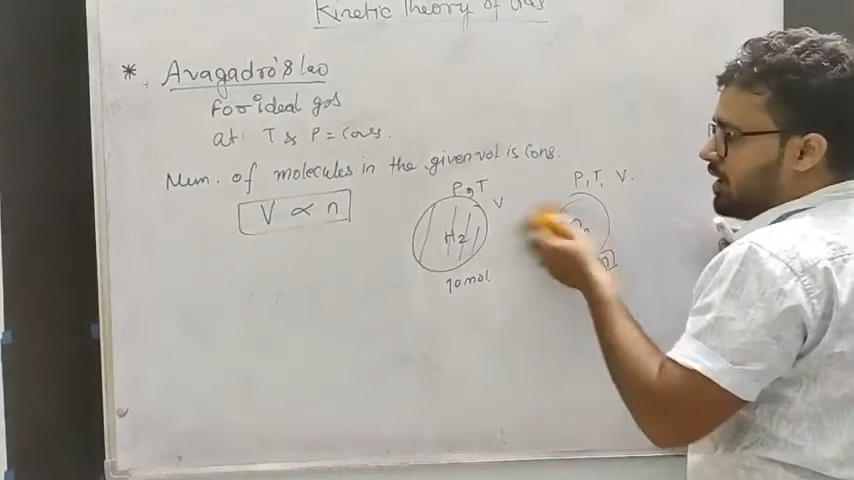 Kinetic Theory of Gas
* Avagadro's law
for ideal gas
at T & P = Cons.
Num. of molecules in the given vol is Cons.
V ∝ n
P, T
V
H2
10 mol
P, T, V.
n